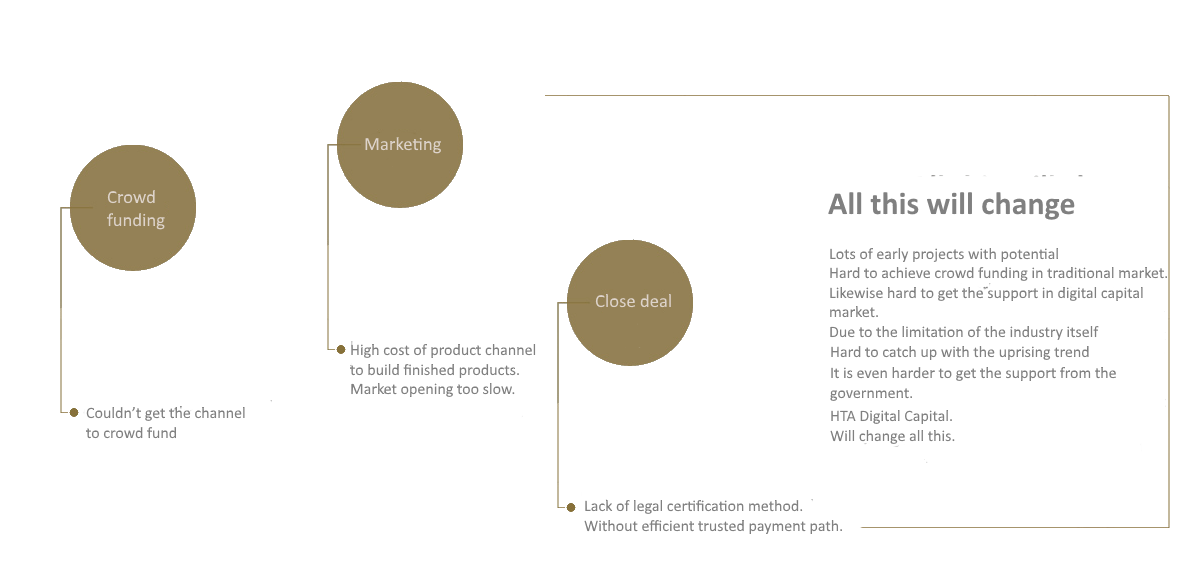 Crowd
funding
Couldn’t get the channel
to crowd fund
Marketing
High cost of product channel
to build finished products.
Market opening too slow.
Close deal
Lack of legal certification method.
Without efficient trusted payment path.
All this will change
Lots of early projects with potential
Hard to achieve crowd funding in traditional market.
Likewise hard to get the support in digital capital
market.
Due to the limitation of the industry itself
Hard to catch up with the uprising trend
It is even harder to get the support from the
government.
HTA Digital Capital.
Will change all this.